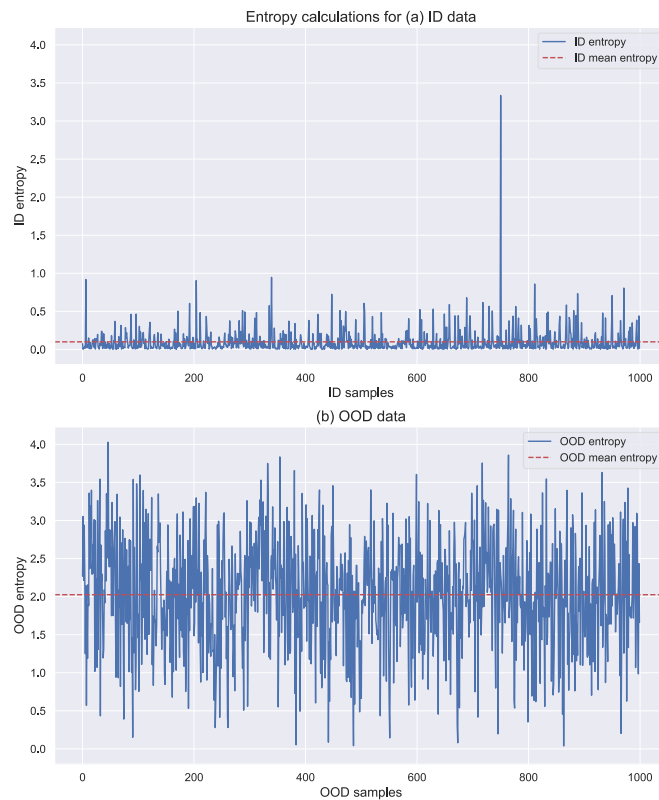 Entropy calculations for (a) ID data
ID entropy
ID mean entropy
4.0
3.5
3.0
2.5
2.0
1.5
1.0
0.5
0.0
ID entropy
0 200 400 600 800 1000
ID samples
(b) OOD data
OOD entropy
OOD mean entropy
4.0
3.5
3.0
2.5
2.0
1.5
1.0
0.5
0.0
OOD entropy
0 200 400 600 800 1000
OOD samples